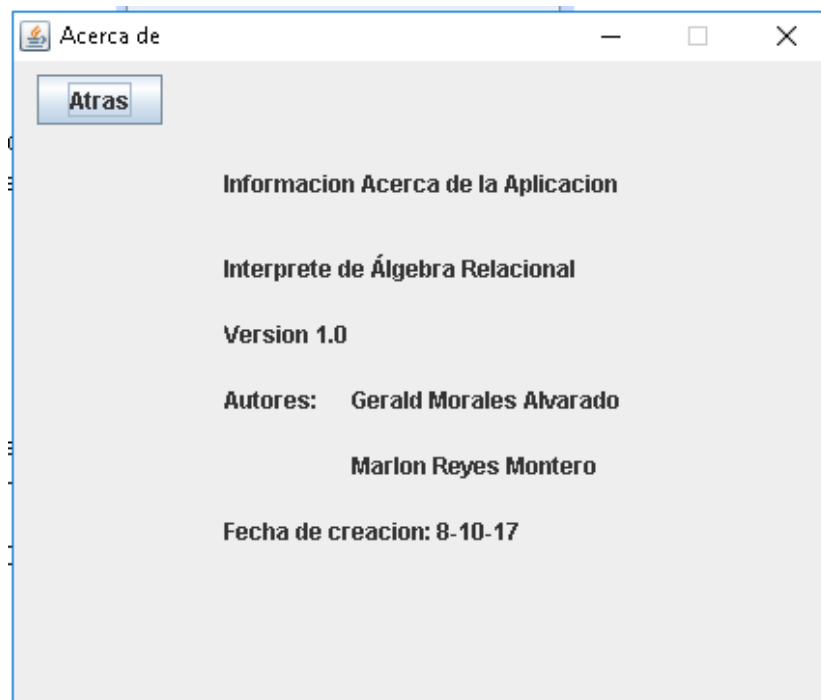 Acerca de
Atras
Informacion Acerca de la Aplicacion
Interprete de Álgebra Relacional
Version 1.0
Autores: Gerald Morales Alvarado
Marlon Reyes Montero
Fecha de creacion: 8-10-17